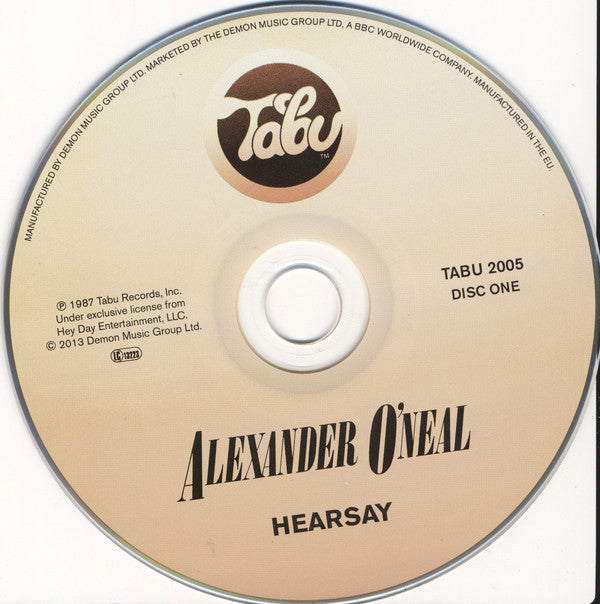 MANUFACTURED BY DEMON MUSIC GROUP LTD. MARKETED BY THE DEMON MUSIC GROUP LTD, A BBC WORLDWIDE COMPANY. MANUFACTURED IN THE EU.
Tabu
TM
℗ 1987 Tabu Records, Inc.
Under exclusive license from
Hey Day Entertainment, LLC.
© 2013 Demon Music Group Ltd.
LC 13223
TABU 2005
DISC ONE
ALEXANDER O'NEAL
HEARSAY